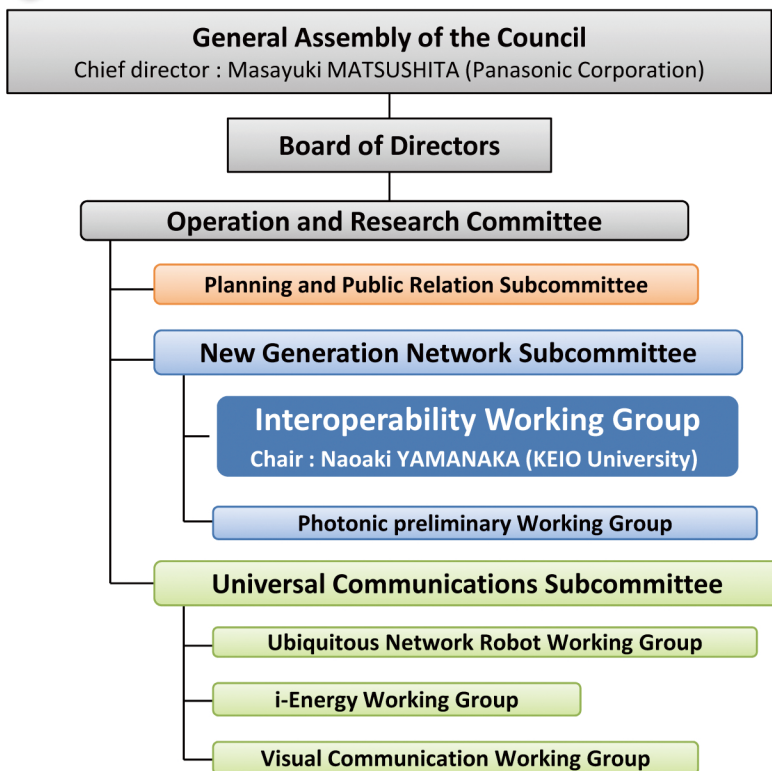 General Assembly of the Council
Chief director : Masayuki MATSUSHITA (Panasonic Corporation)
Board of Directors
Operation and Research Committee
Planning and Public Relation Subcommittee
New Generation Network Subcommittee
Interoperability Working Group
Chair : Naoaki YAMANAKA (KEIO University)
Photonic preliminary Working Group
Universal Communications Subcommittee
Ubiquitous Network Robot Working Group
i-Energy Working Group
Visual Communication Working Group